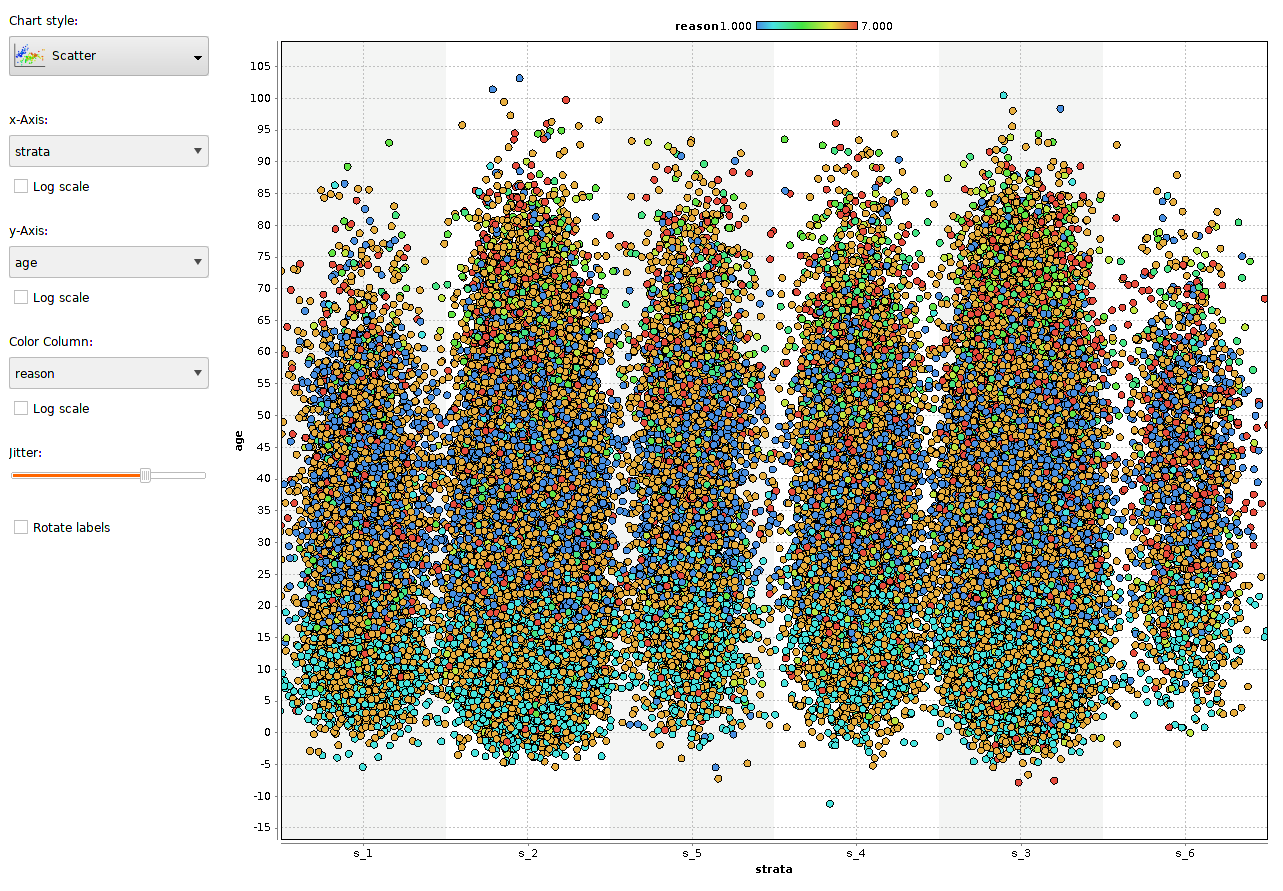 Chart style:
Scatter
x-Axis:
strata
Log scale
y-Axis:
age
Log scale
Color Column:
reason
Log scale
Jitter:
Rotate labels
reason 1.000 7.000
105
100
95
90
85
80
75
70
65
60
55
50
45
40
35
30
25
20
15
10
5
0
-5
-10
-15
age
s_1 s_2 s_5 s_4 s_3 s_6
strata